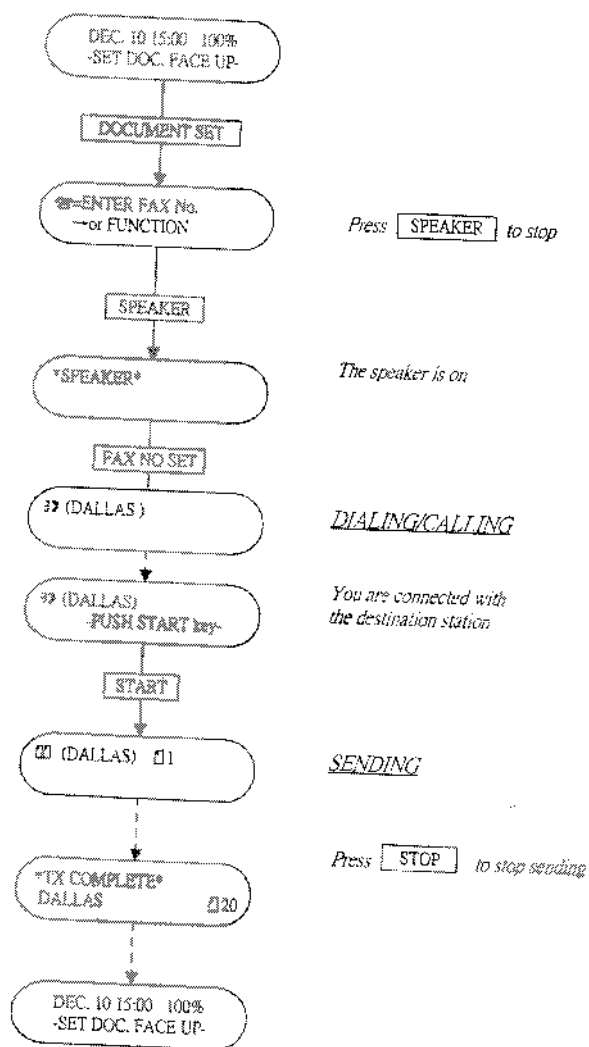 DEC. 10 15:00 100%
-SET DOC. FACE UP-
DOCUMENT SET
☎=ENTER FAX No.
→or FUNCTION
Press SPEAKER to stop
SPEAKER
*SPEAKER*
The speaker is on
FAX NO SET
(DALLAS)
DIALING/CALLING
(DALLAS)
-PUSH START key-
You are connected with
the destination station
START
(DALLAS) 1
SENDING
Press STOP to stop sending
*TX COMPLETE*
DALLAS 20
DEC. 10 15:00 100%
-SET DOC. FACE UP-